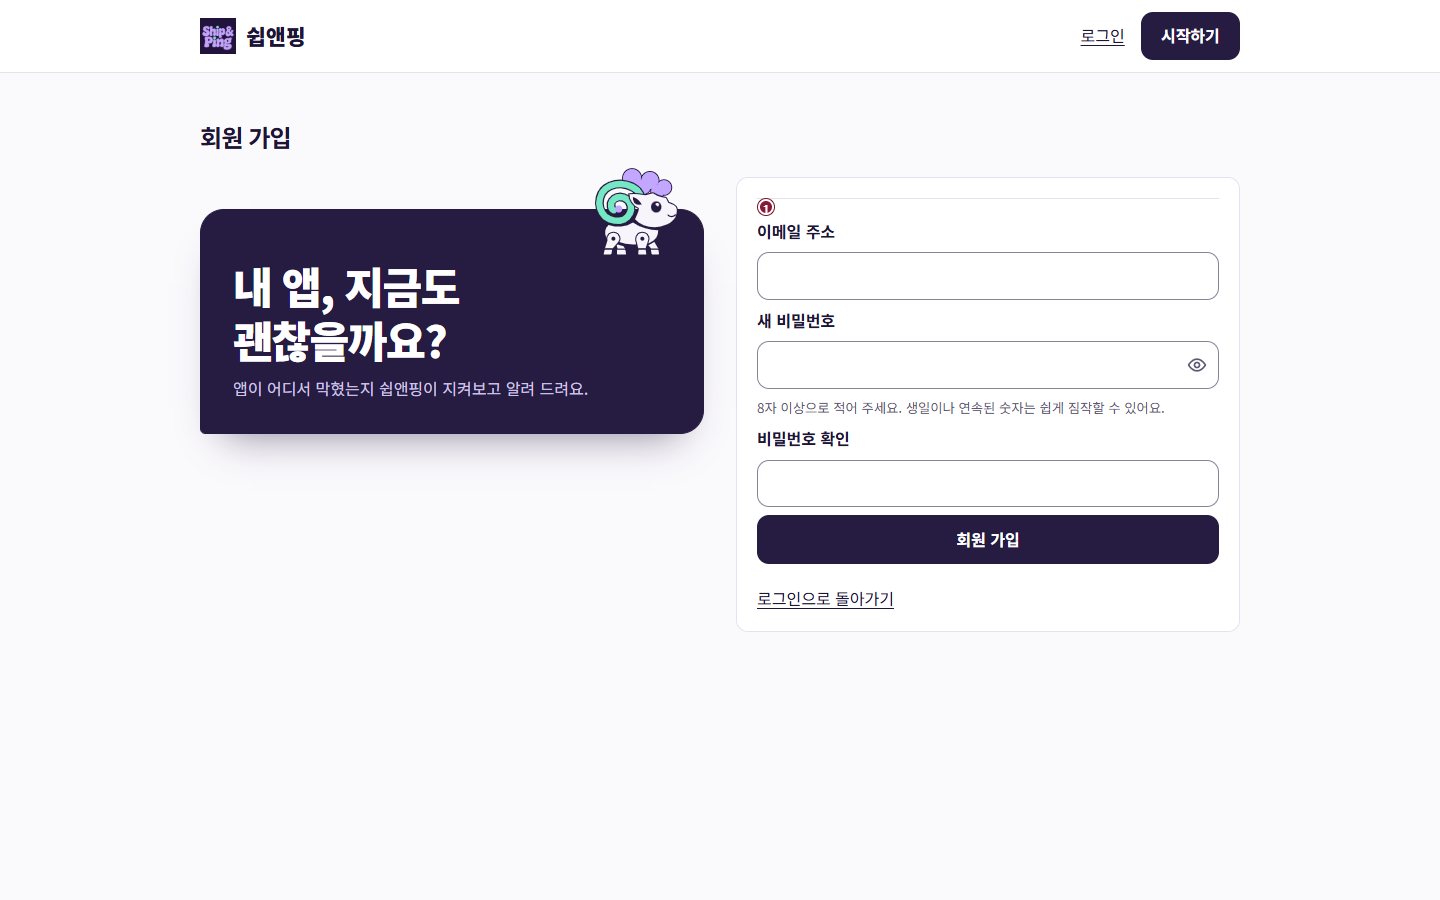 Ship&
Ping
쉽앤핑
로그인
시작하기
회원 가입
내 앱, 지금도
괜찮을까요?
앱이 어디서 막혔는지 쉽앤핑이 지켜보고 알려 드려요.
1
이메일 주소
새 비밀번호
8자 이상으로 적어 주세요. 생일이나 연속된 숫자는 쉽게 짐작할 수 있어요.
비밀번호 확인
회원 가입
로그인으로 돌아가기